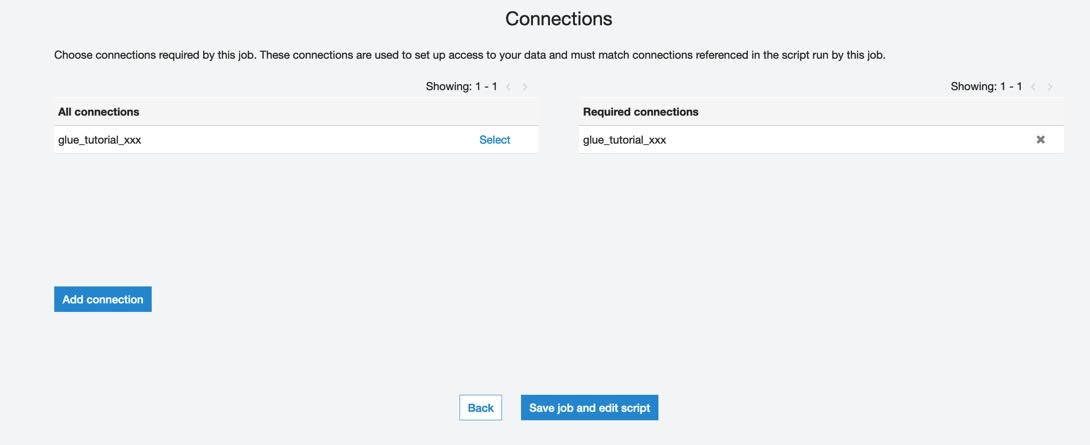 Connections
Choose connections required by this job. These connections are used to set up access to your data and must match connections referenced in the script run by this job.
Showing: 1 - 1 < >
All connections
glue_tutorial_xxx Select
Showing: 1 - 1 < >
Required connections
glue_tutorial_xxx ✖
Add connection
Back
Save job and edit script